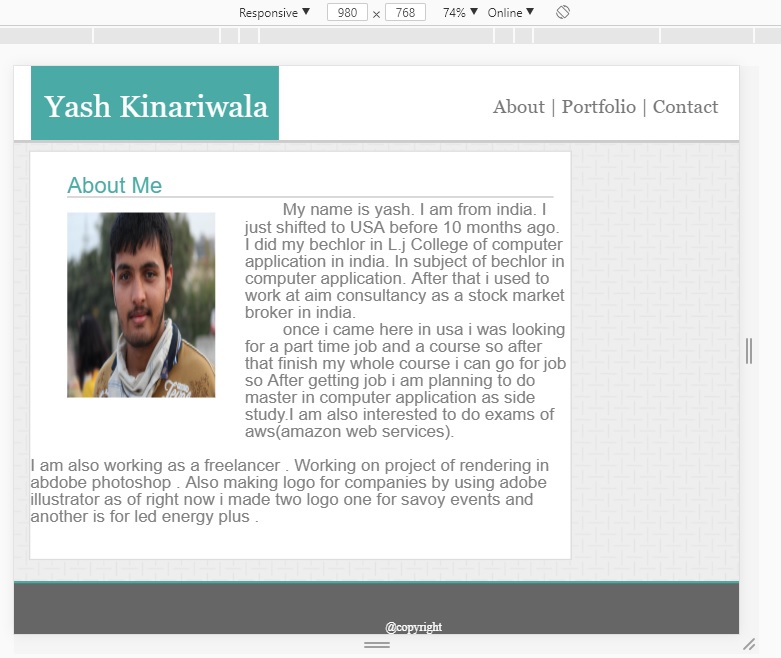 Responsive ▼ 980 × 768 74% ▼ Online ▼
Yash Kinariwala
About | Portfolio | Contact
About Me
My name is yash. I am from india. I
just shifted to USA before 10 months ago.
I did my bechlor in L.j College of computer
application in india. In subject of bechlor in
computer application. After that i used to
work at aim consultancy as a stock market
broker in india.
once i came here in usa i was looking
for a part time job and a course so after
that finish my whole course i can go for job
so After getting job i am planning to do
master in computer application as side
study.I am also interested to do exams of
aws(amazon web services).
I am also working as a freelancer . Working on project of rendering in
abdobe photoshop . Also making logo for companies by using adobe
illustrator as of right now i made two logo one for savoy events and
another is for led energy plus .
@copyright